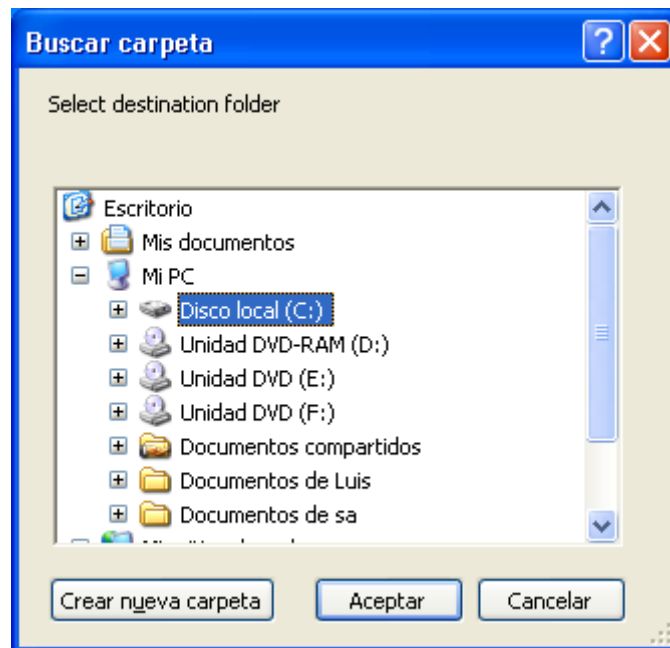 Buscar carpeta
Select destination folder
Escritorio
Mis documentos
Mi PC
Disco local (C:)
Unidad DVD-RAM (D:)
Unidad DVD (E:)
Unidad DVD (F:)
Documentos compartidos
Documentos de Luis
Documentos de sa
Crear nueva carpeta
Aceptar
Cancelar